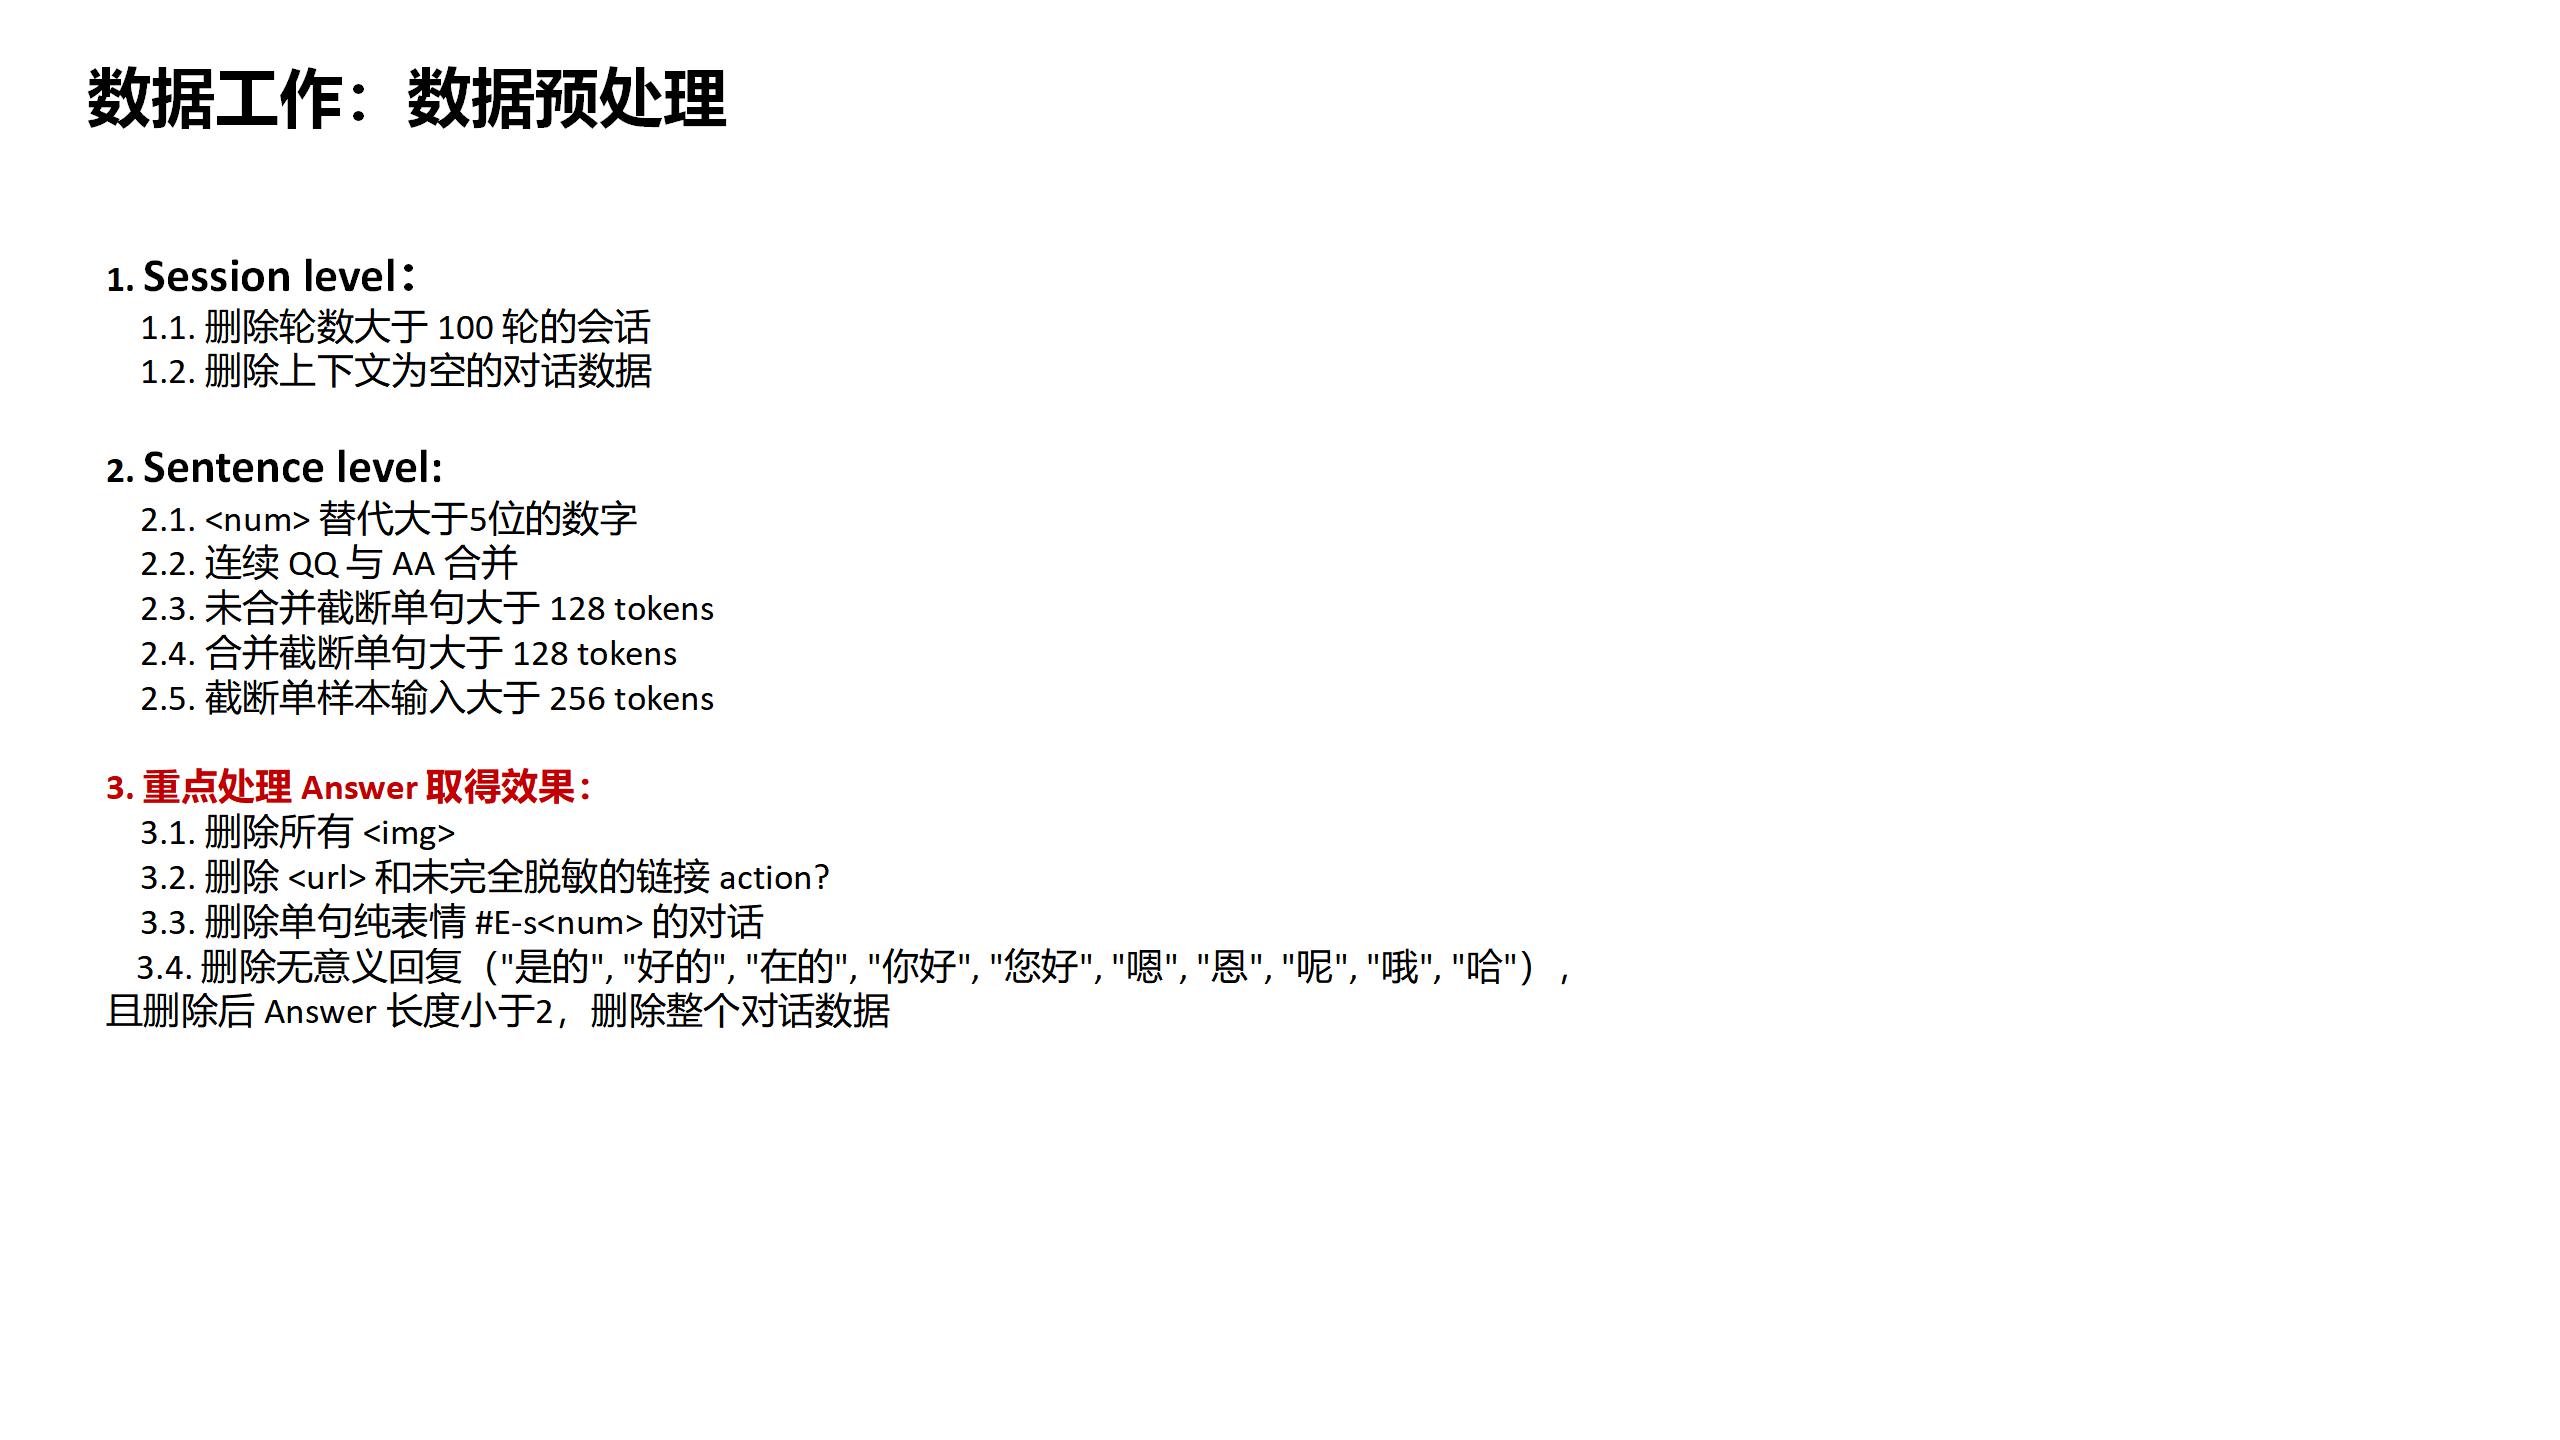 数据工作：数据预处理
1. Session level：
1.1. 删除轮数大于 100 轮的会话
1.2. 删除上下文为空的对话数据
2. Sentence level:
2.1. <num> 替代大于5位的数字
2.2. 连续 QQ 与 AA 合并
2.3. 未合并截断单句大于 128 tokens
2.4. 合并截断单句大于 128 tokens
2.5. 截断单样本输入大于 256 tokens
3. 重点处理 Answer 取得效果：
3.1. 删除所有 <img>
3.2. 删除 <url> 和未完全脱敏的链接 action?
3.3. 删除单句纯表情 #E-s<num> 的对话
3.4. 删除无意义回复（"是的", "好的", "在的", "你好", "您好", "嗯", "恩", "呢", "哦", "哈"），
且删除后 Answer 长度小于2，删除整个对话数据